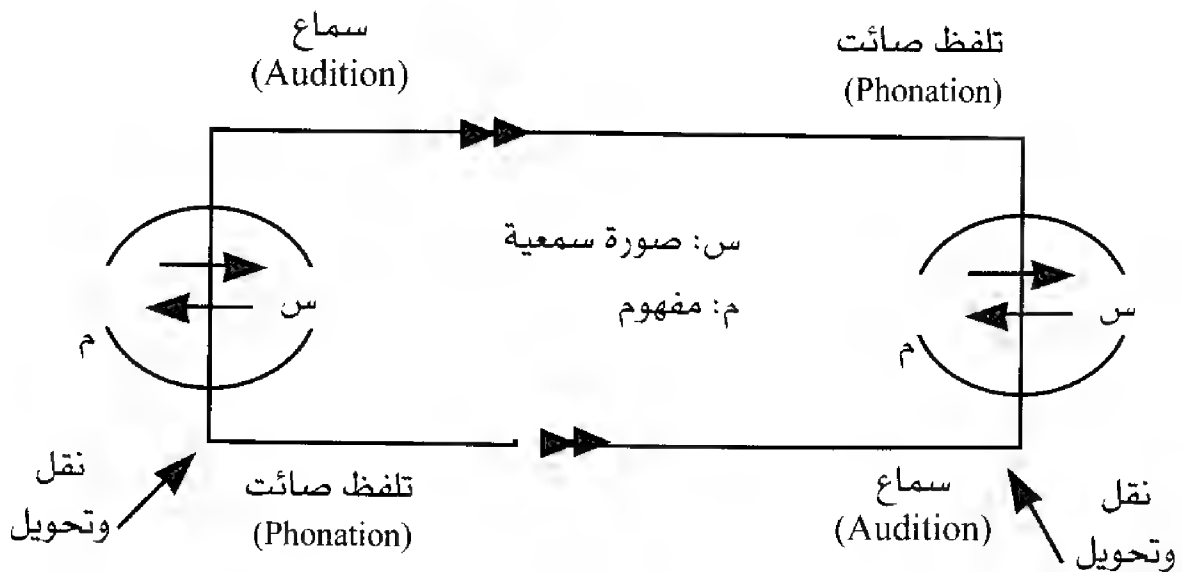 تلفظ صائت
(Phonation)
سماع
(Audition)
س: صورة سمعية
م: مفهوم
س
م
س
م
نقل
وتحويل
سماع
(Audition)
تلفظ صائت
(Phonation)
نقل
وتحويل